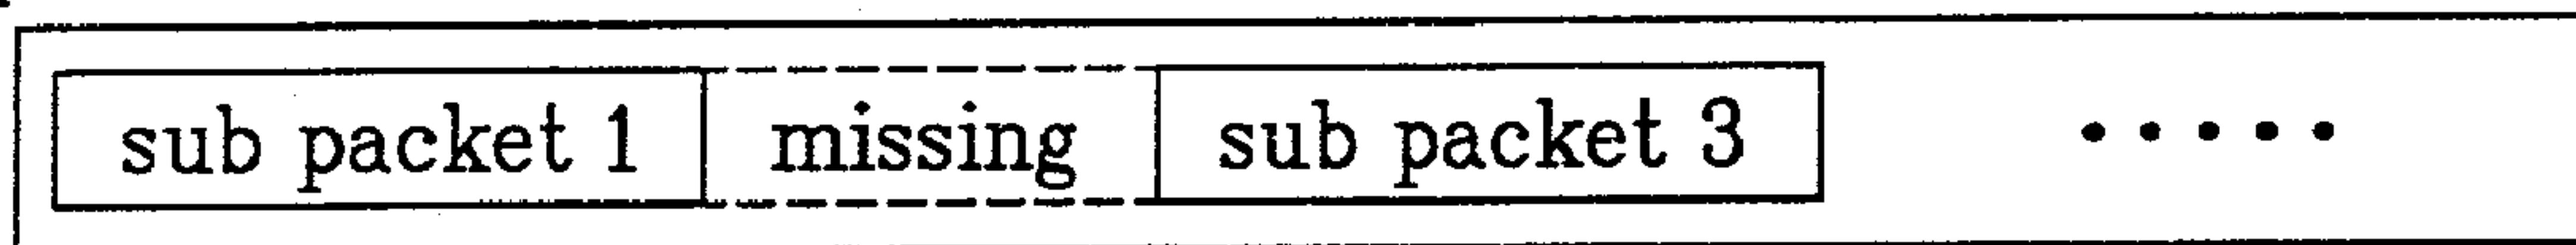 sub packet 1 missing sub packet 3 •••••